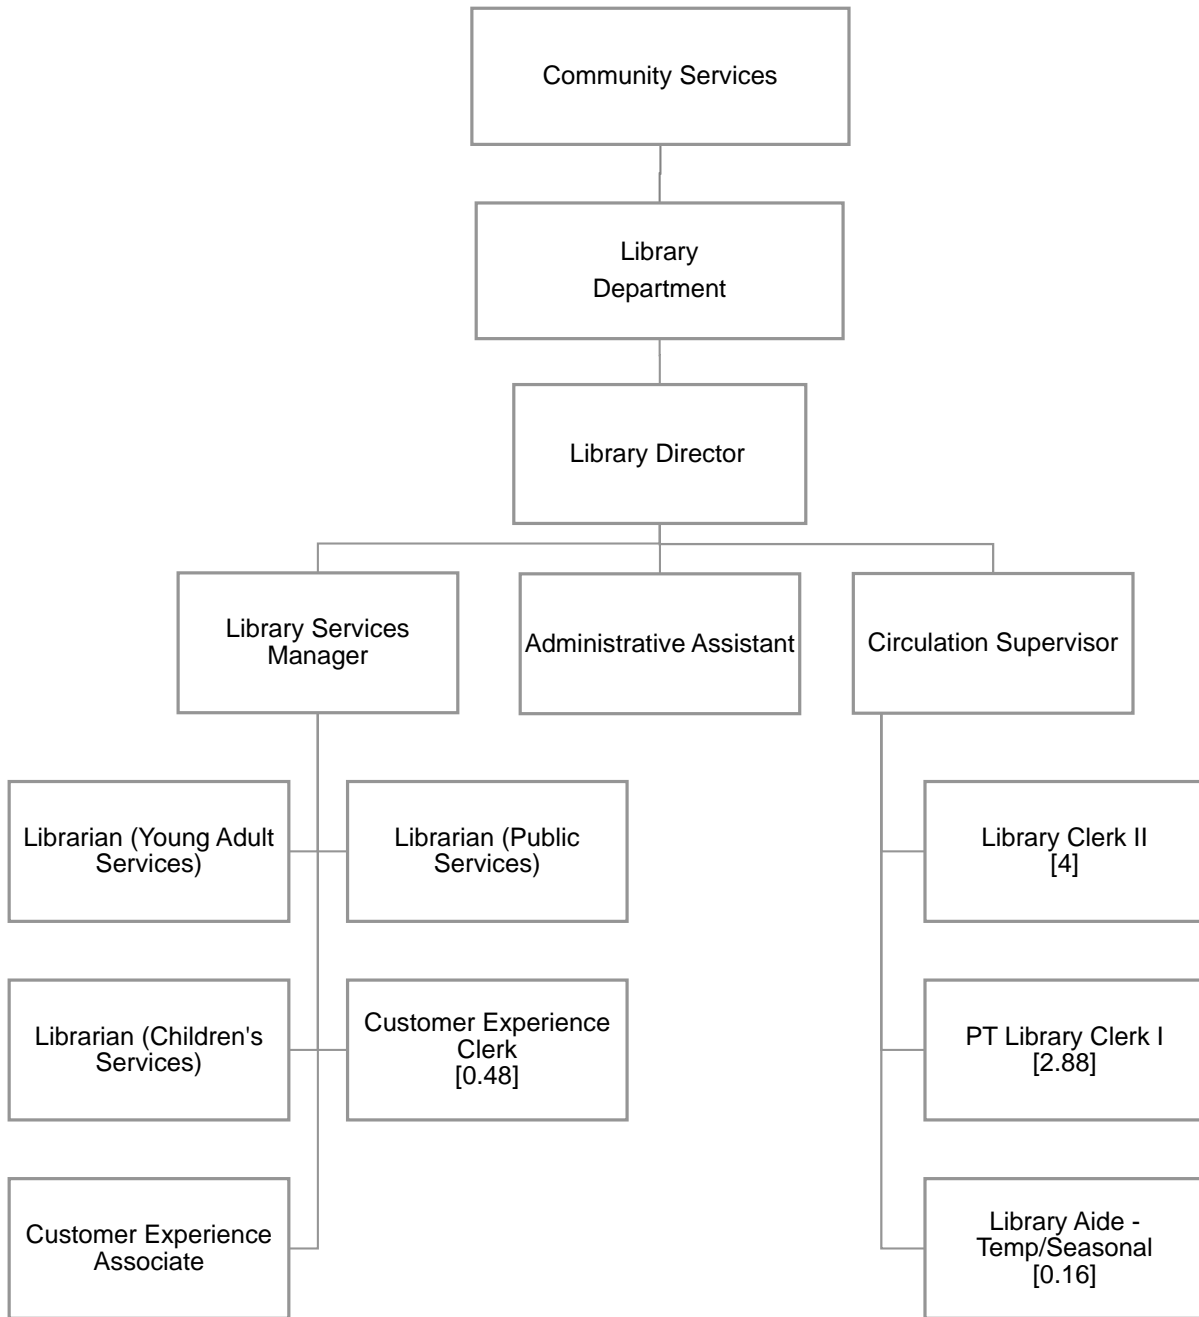 Community Services
Library
Department
Library Director
Library Services
Manager
Administrative Assistant
Circulation Supervisor
Librarian (Young Adult
Services)
Librarian (Public
Services)
Library Clerk II
[4]
Librarian (Children's
Services)
Customer Experience
Clerk
[0.48]
PT Library Clerk I
[2.88]
Customer Experience
Associate
Library Aide -
Temp/Seasonal
[0.16]